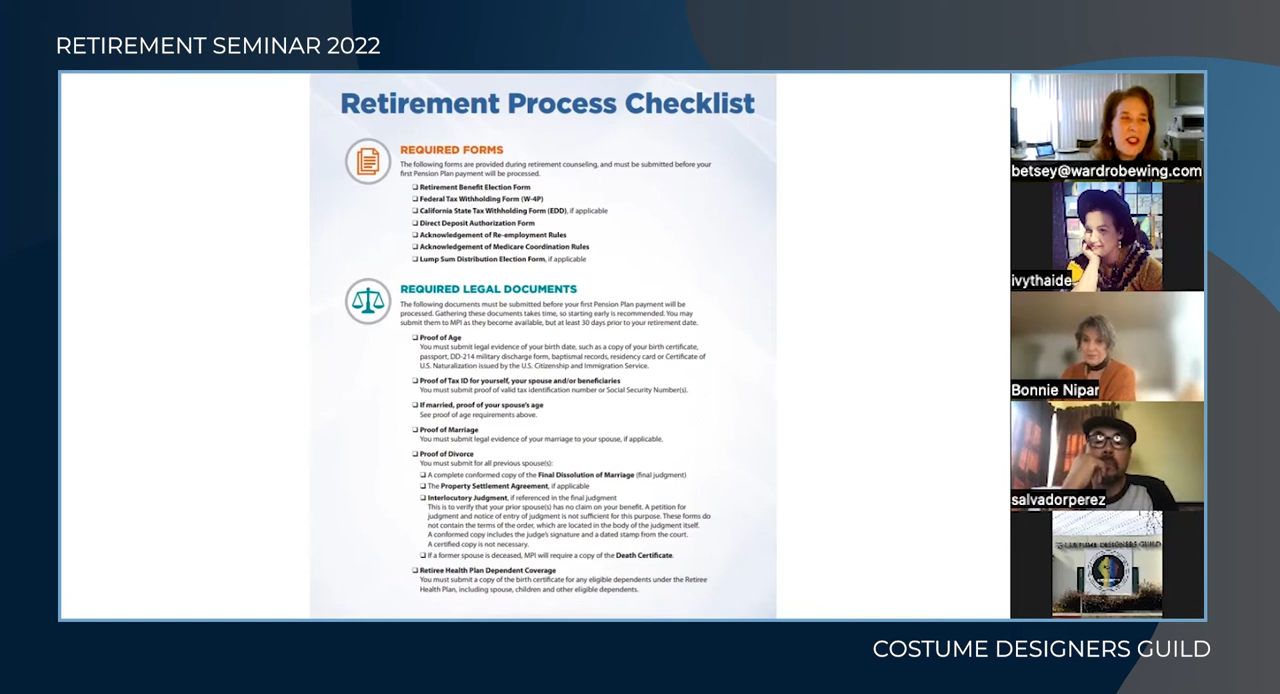 RETIREMENT SEMINAR 2022
Retirement Process Checklist
REQUIRED FORMS
The following forms are provided during retirement counseling, and must be submitted before your
first Pension Plan payment will be processed.
❑ Retirement Benefit Election Form
❑ Federal Tax Withholding Form (W-4P)
❑ California State Tax Withholding Form (EDD), if applicable
❑ Direct Deposit Authorization Form
❑ Acknowledgement of Re-employment Rules
❑ Acknowledgement of Medicare Coordination Rules
❑ Lump Sum Distribution Election Form, if applicable
REQUIRED LEGAL DOCUMENTS
The following documents must be submitted before your first Pension Plan payment will be
processed. Gathering these documents takes time, so starting early is recommended. You may
submit them to MPI as they become available, but at least 30 days prior to your retirement date.
❑ Proof of Age
You must submit legal evidence of your birth date, such as a copy of your birth certificate,
passport, DD-214 military discharge form, baptismal records, residency card or Certificate of
U.S. Naturalization issued by the U.S. Citizenship and Immigration Service.
❑ Proof of Tax ID for yourself, your spouse and/or beneficiaries
You must submit proof of valid tax identification number or Social Security Number(s).
❑ If married, proof of your spouse's age
See proof of age requirements above.
❑ Proof of Marriage
You must submit legal evidence of your marriage to your spouse, if applicable.
❑ Proof of Divorce
You must submit for all previous spouse(s):
❑ A complete conformed copy of the Final Dissolution of Marriage (final judgment)
❑ The Property Settlement Agreement, if applicable
❑ Interlocutory Judgment, if referenced in the final judgment
This is to verify that your prior spouse(s) has no claim on your benefit. A petition for
judgment and notice of entry of judgment is not sufficient for this purpose. These forms do
not contain the terms of the order, which are located in the body of the judgment itself.
A conformed copy includes the judge's signature and a dated stamp from the court.
A certified copy is not necessary.
❑ If a former spouse is deceased, MPI will require a copy of the Death Certificate.
❑ Retiree Health Plan Dependent Coverage
You must submit a copy of the birth certificate for any eligible dependents under the Retiree
Health Plan, including spouse, children and other eligible dependents.
betsey@wardrobewing.com
ivythaide
Bonnie Nipar
salvadorperez
COSTUME DESIGNERS GUILD
COSTUME DESIGNERS GUILD